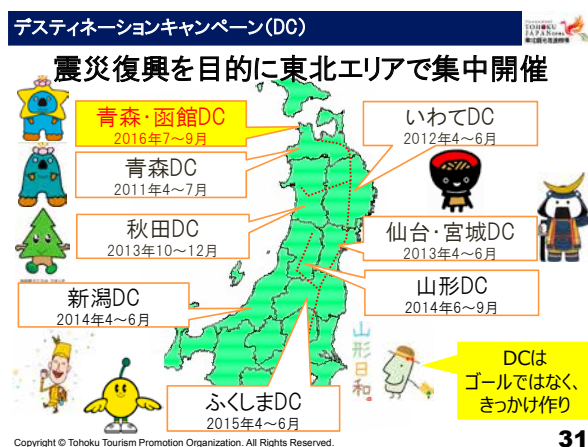 デスティネーションキャンペーン(DC)
震災復興を目的に東北エリアで集中開催
青森・函館DC
2016年7~9月
いわてDC
2012年4~6月
青森DC
2011年4~7月
秋田DC
2013年10~12月
仙台・宮城DC
2013年4~6月
山形DC
2014年6~9月
新潟DC
2014年4~6月
山形日和。
DCは
ゴールではなく、
きっかけ作り
ふくしまDC
2015年4~6月
Copyright © Tohoku Tourism Promotion Organization. All Rights Reserved.
31